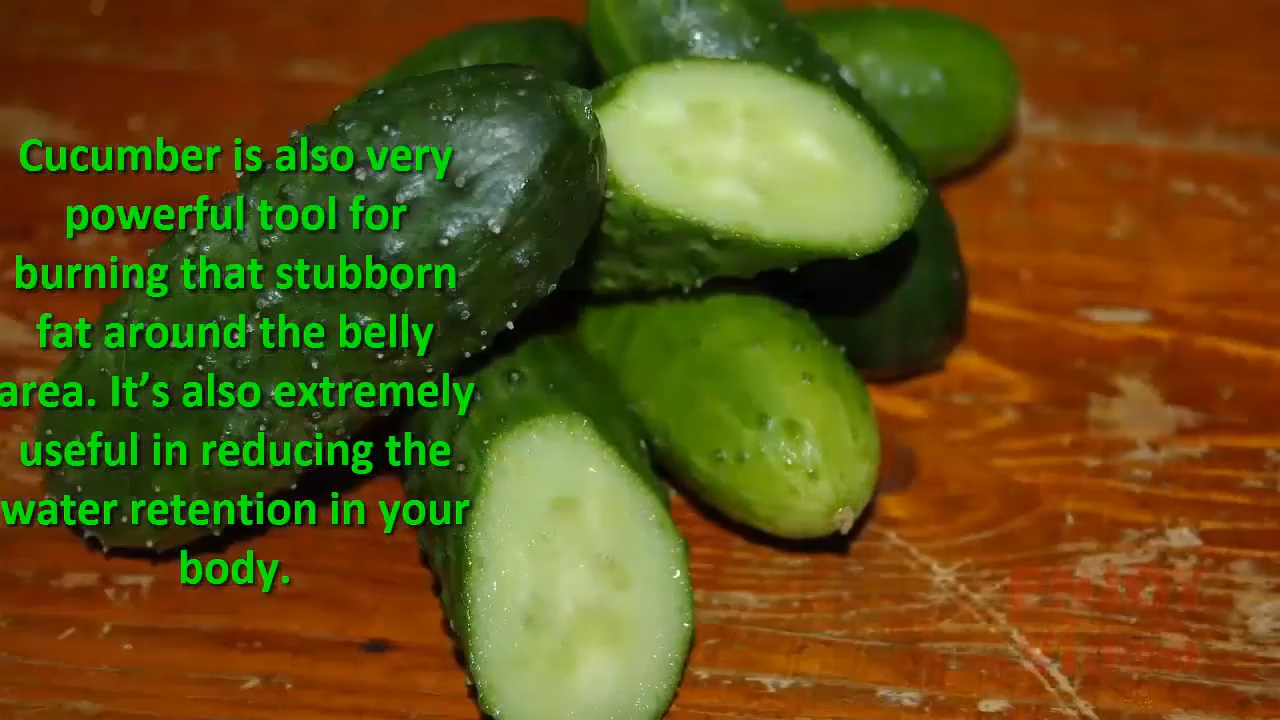 Cucumber is also very
powerful tool for
burning that stubborn
fat around the belly
area. It’s also extremely
useful in reducing the
water retention in your
body.
ENJOY